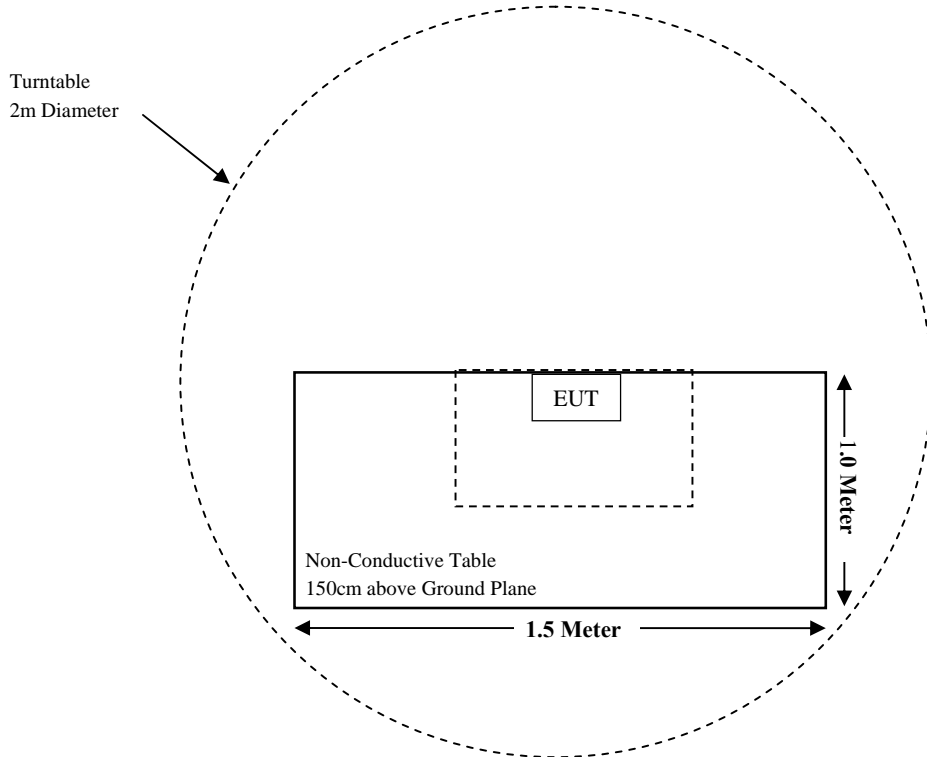 Turntable
2m Diameter
EUT
1.0 Meter
Non-Conductive Table
150cm above Ground Plane
1.5 Meter